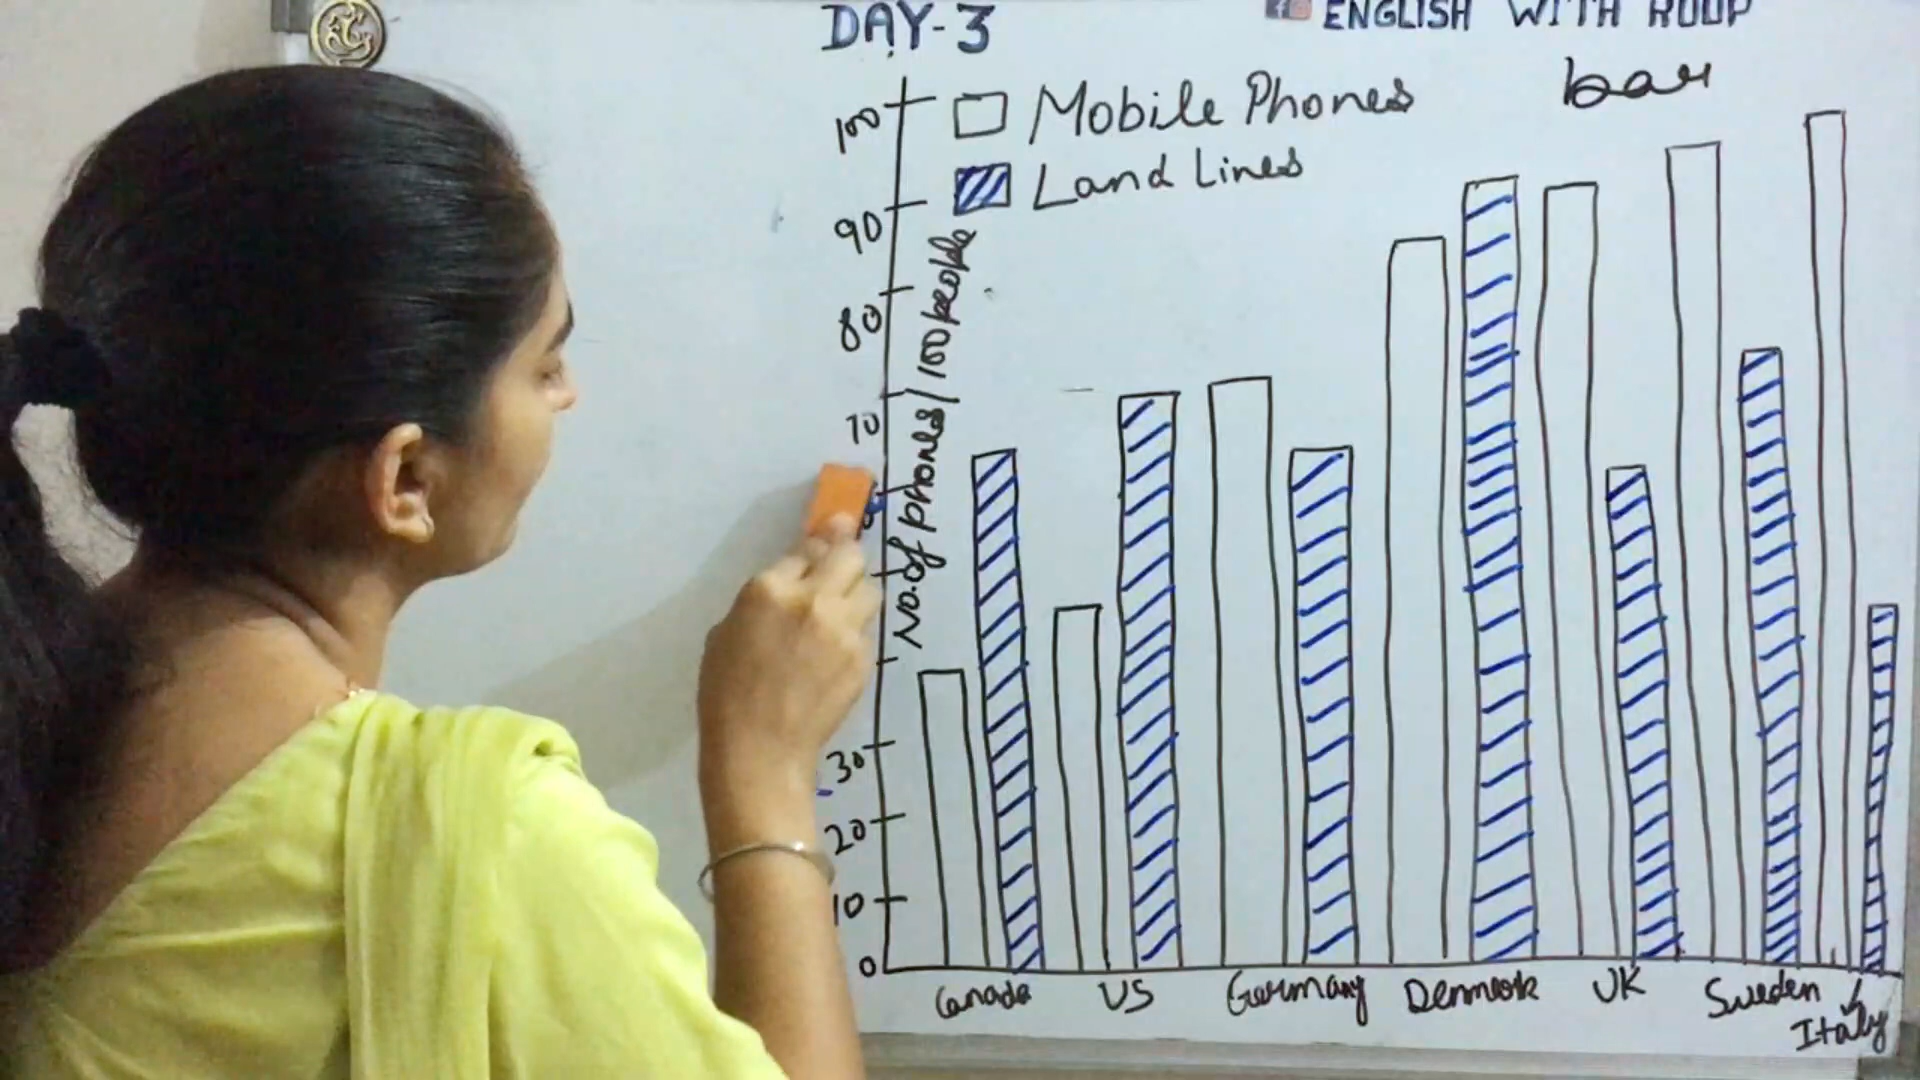 DAY-3
ENGLISH WITH ROOP
bar
Mobile Phones
Land Lines
No. of phones/100 people
100
90
80
70
30
20
10
0
Canada
US
Germany
Denmark
UK
Sweden
Italy